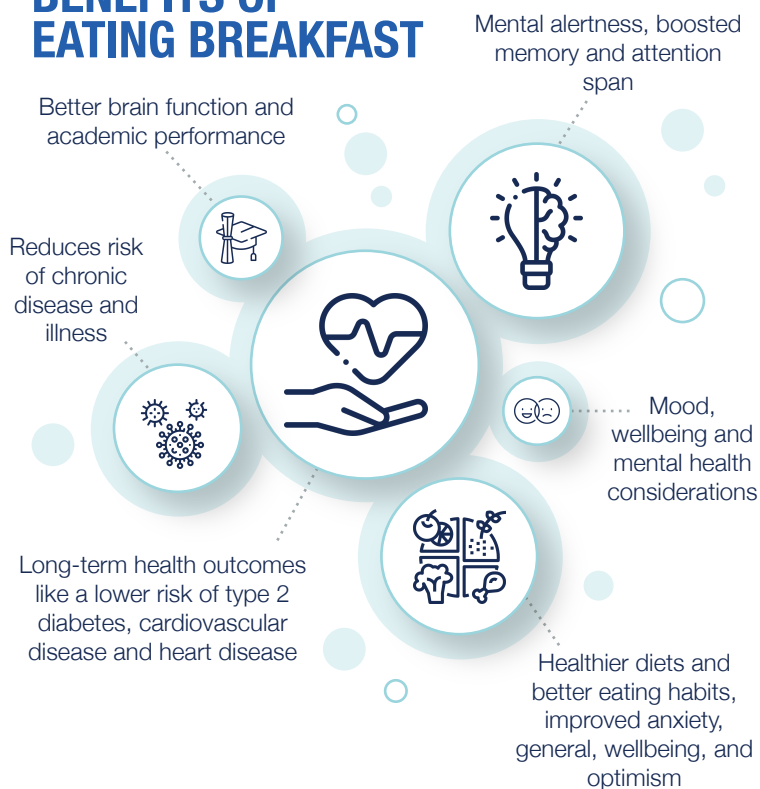 BENEFITS OF
EATING BREAKFAST
Mental alertness, boosted
memory and attention
span
Better brain function and
academic performance
Reduces risk
of chronic
disease and
illness
Mood,
wellbeing and
mental health
considerations
Long-term health outcomes
like a lower risk of type 2
diabetes, cardiovascular
disease and heart disease
Healthier diets and
better eating habits,
improved anxiety,
general, wellbeing, and
optimism